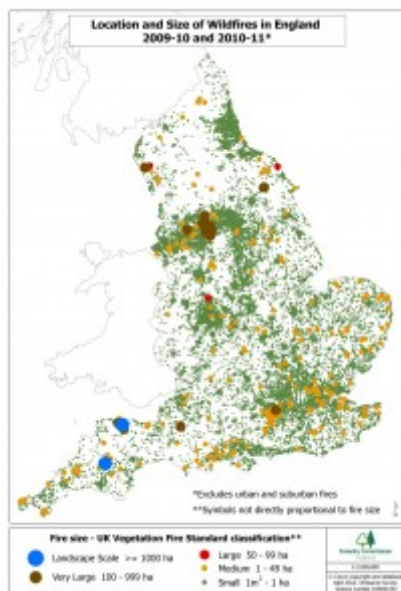 Location and Size of Wildfires in England
2009-10 and 2010-11*
*Excludes urban and suburban fires
**Symbols not directly proportional to fire size
Fire size - UK Vegetation Fire Standard classification**
Landscape Scale >= 1000 ha
Very Large 100 - 999 ha
Large 50 - 99 ha
Medium 1 - 49 ha
Small 1m² - 1 ha
Forestry Commission
England